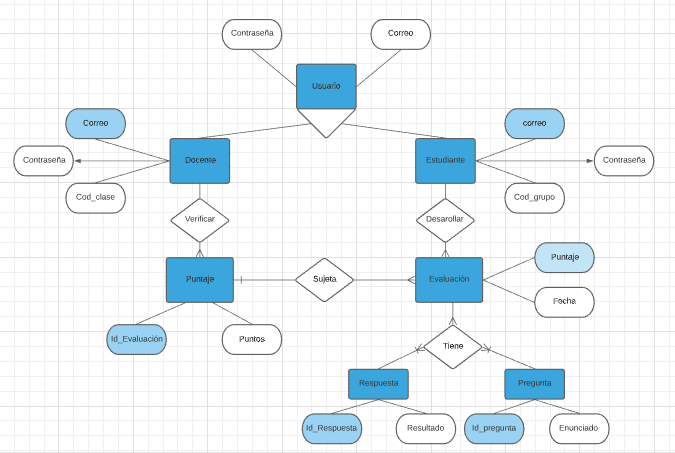 Contraseña
Correo
Usuario
Correo
correo
Contraseña
Docente
Estudiante
Contraseña
Cod_clase
Cod_grupo
Verificar
Desarollar
Puntaje
Puntaje
Sujeta
Evaluación
Fecha
Id_Evaluación
Puntos
Tiene
Respuesta
Pregunta
Id_Respuesta
Resultado
Id_pregunta
Enunciado